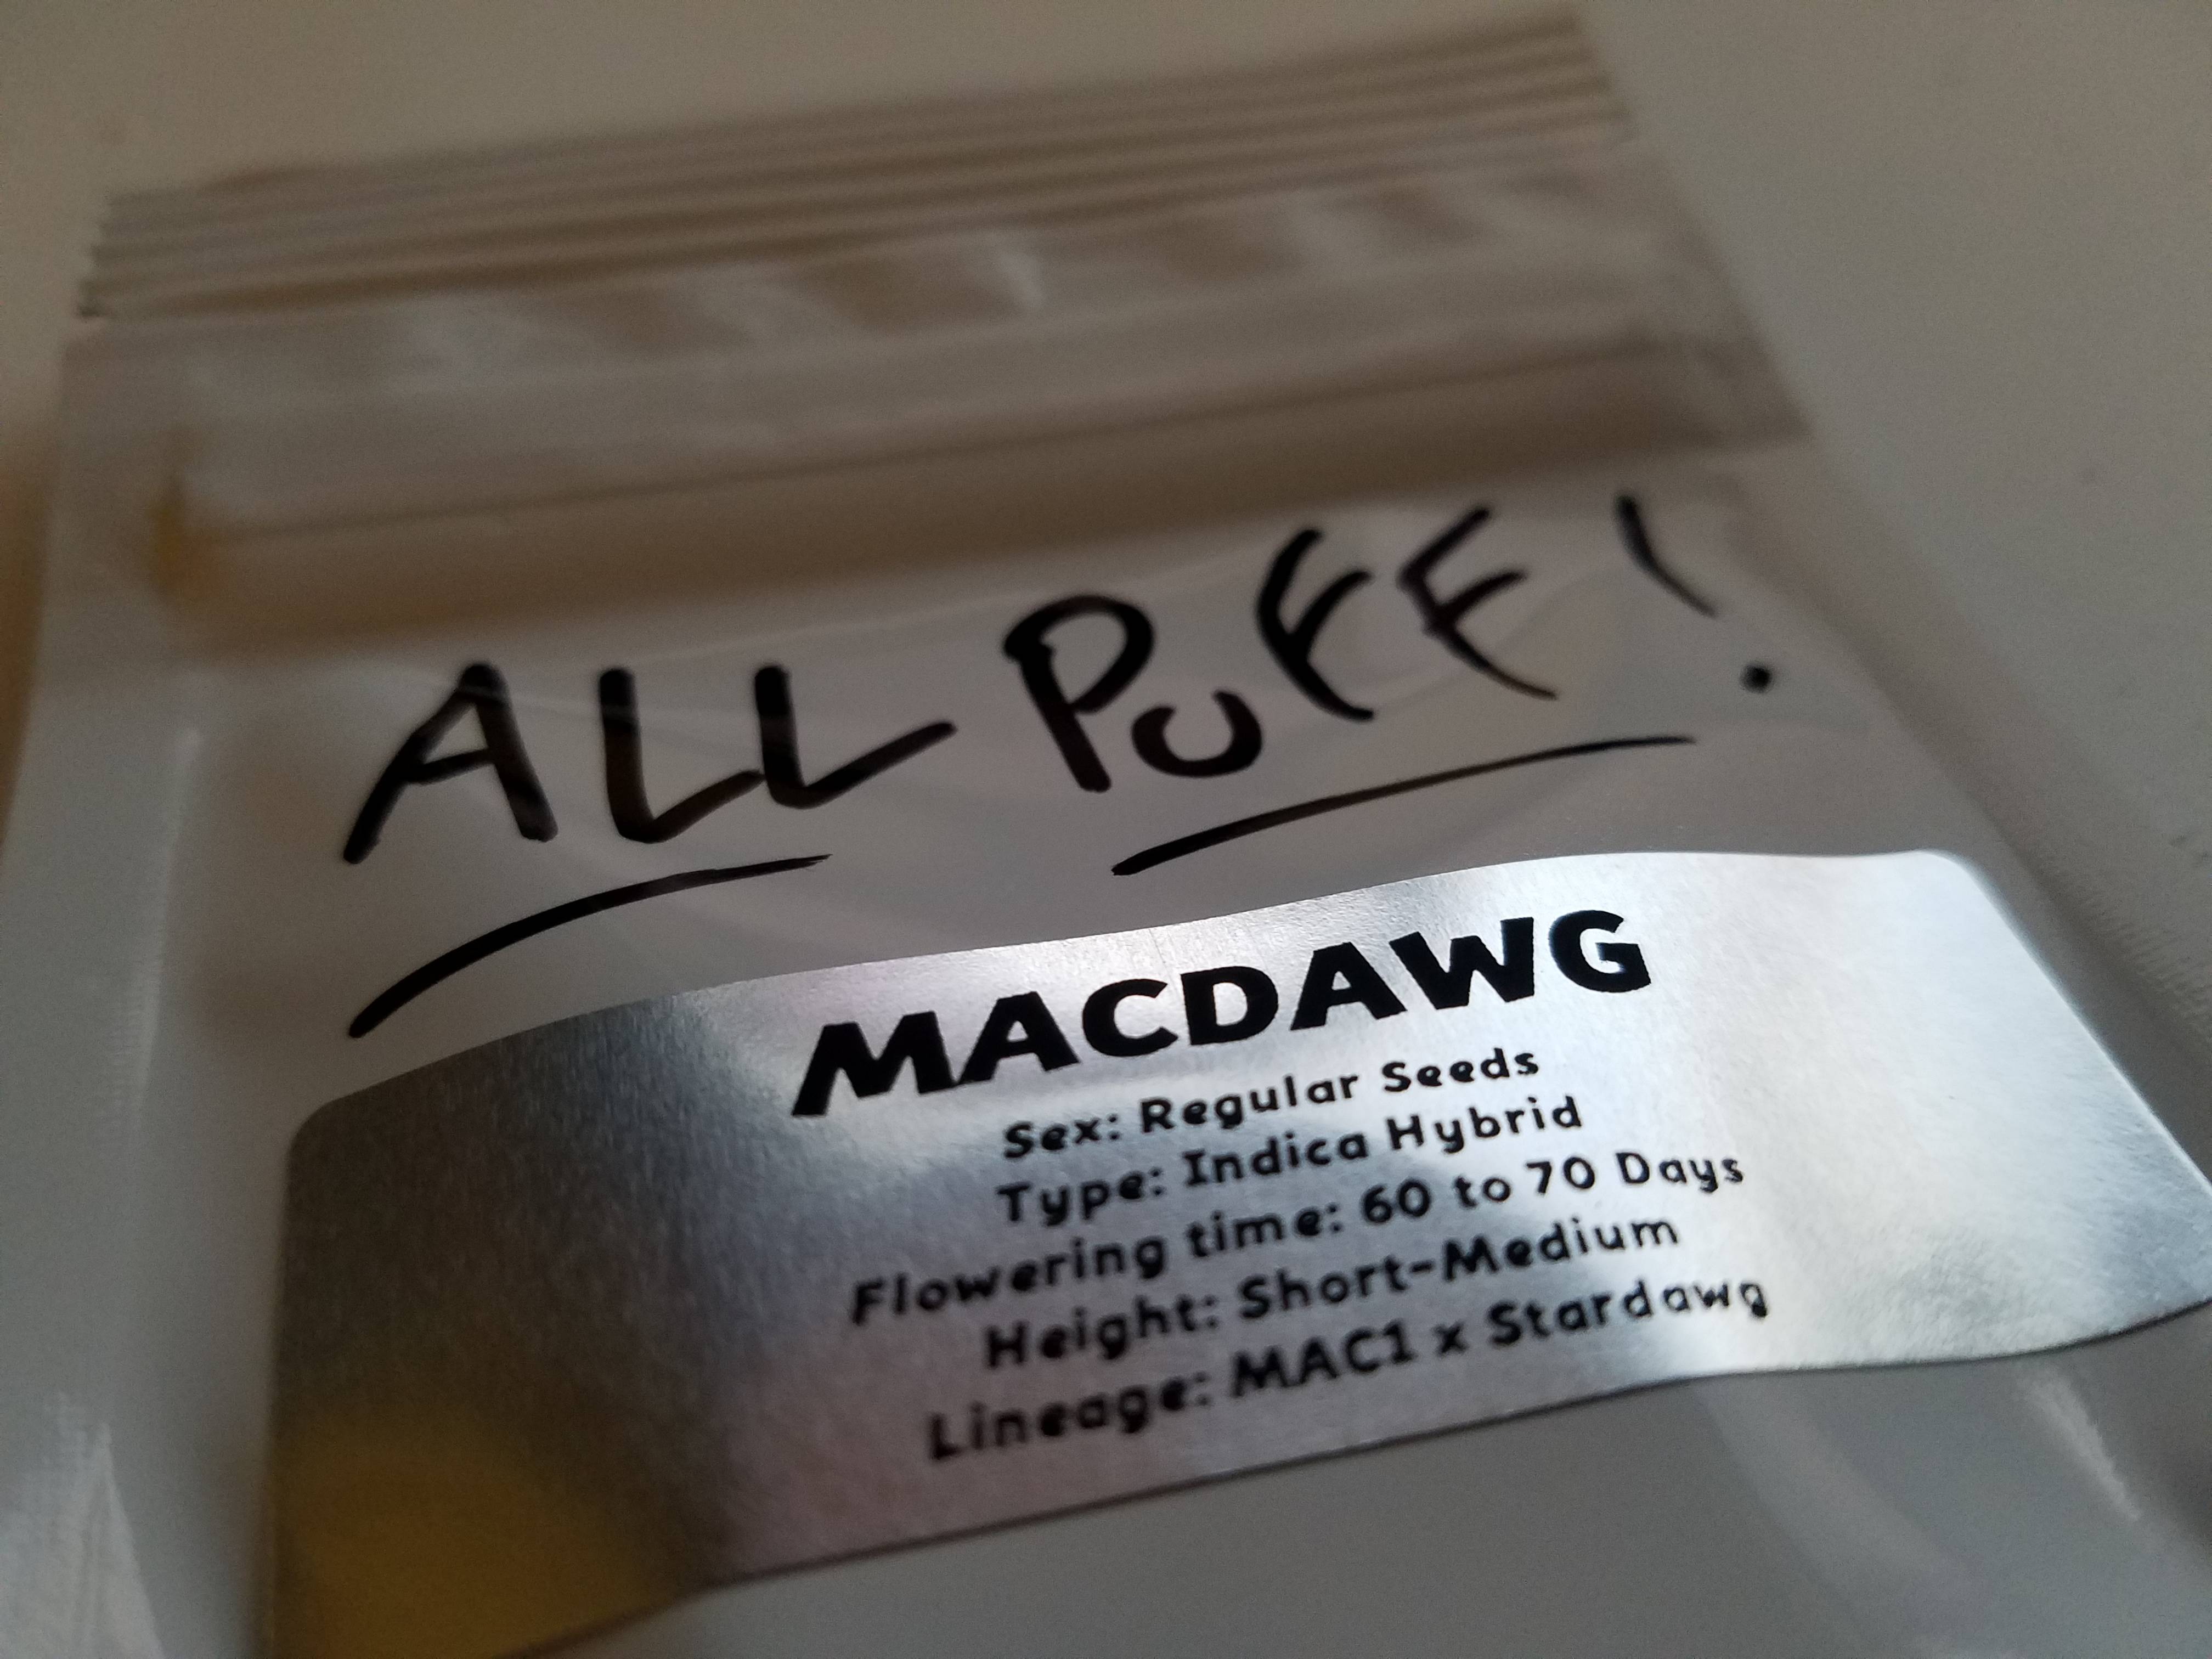 ALL PUFF!
MACDAWG
Sex: Regular Seeds
Type: Indica Hybrid
Flowering time: 60 to 70 Days
Height: Short-Medium
Lineage: MAC1 x Stardawg